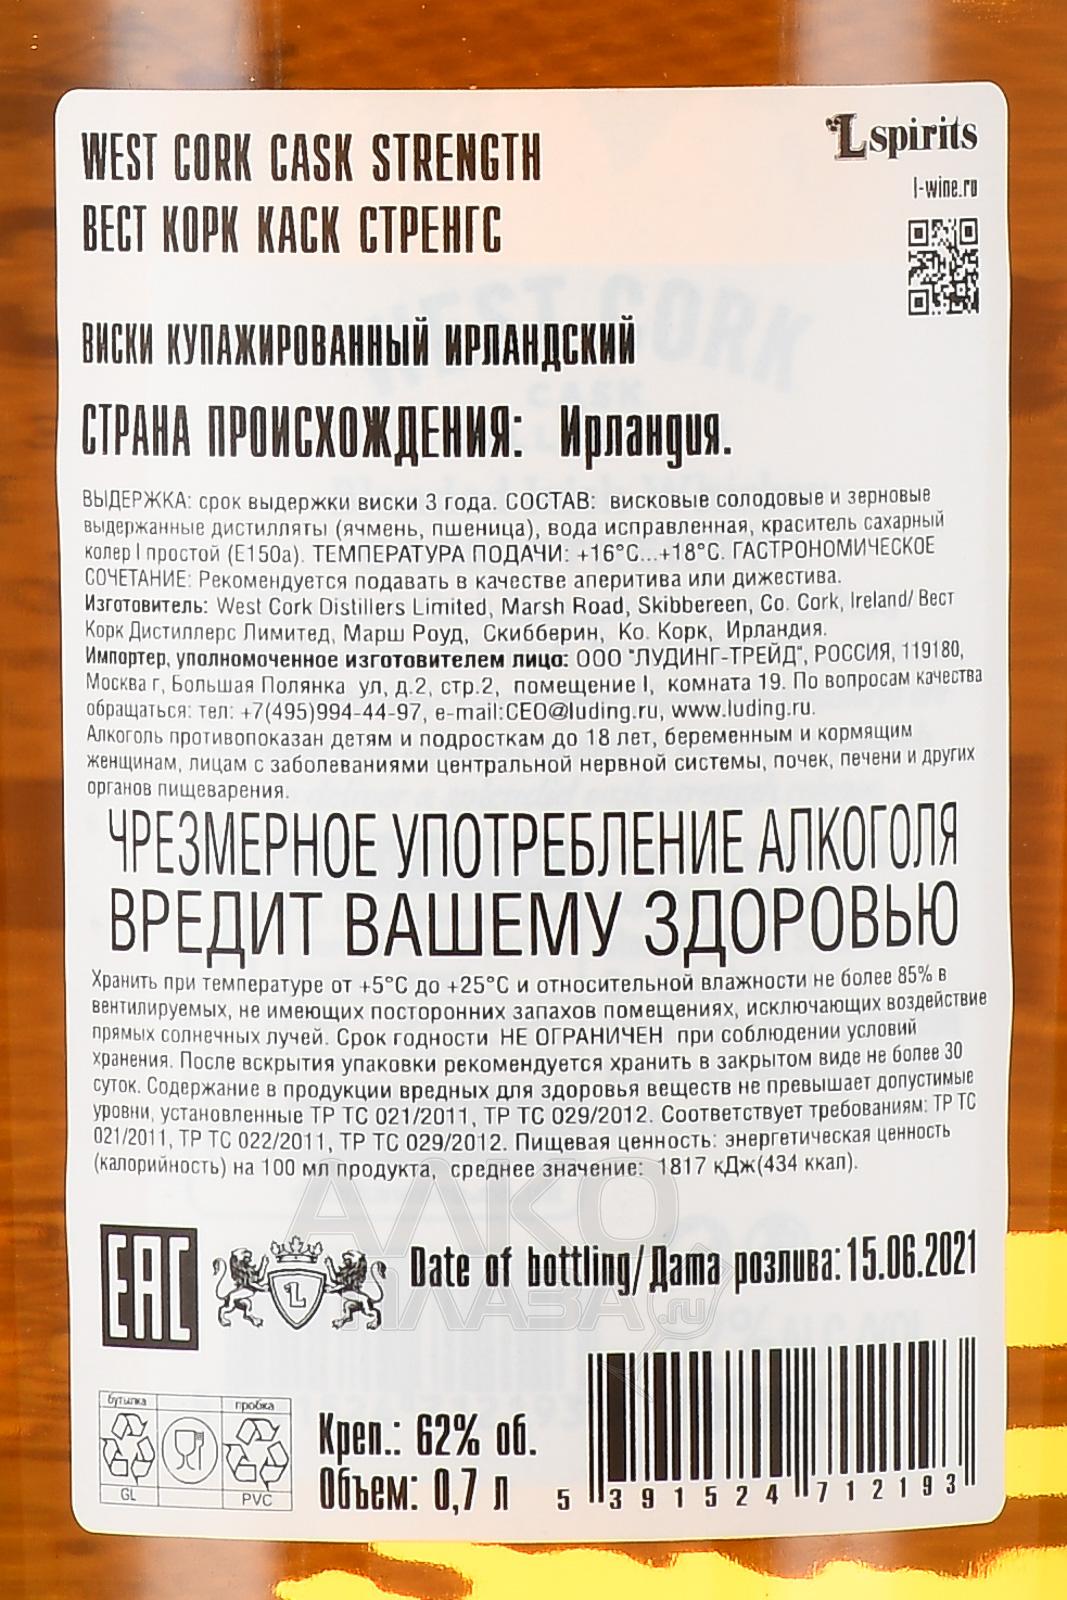 WEST CORK CASK STRENGTH
ВЕСТ КОРК КАСК СТРЕНГС
Lspirits
l-wine.ru
ВИСКИ КУПАЖИРОВАННЫЙ ИРЛАНДСКИЙ
СТРАНА ПРОИСХОЖДЕНИЯ: Ирландия.
ВЫДЕРЖКА: срок выдержки виски 3 года. СОСТАВ: висковые солодовые и зерновые
выдержанные дистилляты (ячмень, пшеница), вода исправленная, краситель сахарный
колер I простой (Е150а). ТЕМПЕРАТУРА ПОДАЧИ: +16°С...+18°С. ГАСТРОНОМИЧЕСКОЕ
СОЧЕТАНИЕ: Рекомендуется подавать в качестве аперитива или дижестива.
Изготовитель: West Cork Distillers Limited, Marsh Road, Skibbereen, Co. Cork, Ireland/ Вест
Корк Дистиллерс Лимитед, Марш Роуд, Скибберин, Ко. Корк, Ирландия.
Импортер, уполномоченное изготовителем лицо: ООО "ЛУДИНГ-ТРЕЙД", РОССИЯ, 119180,
Москва г, Большая Полянка ул, д.2, стр.2, помещение I, комната 19. По вопросам качества
обращаться: тел: +7(495)994-44-97, e-mail:CEO@luding.ru, www.luding.ru.
Алкоголь противопоказан детям и подросткам до 18 лет, беременным и кормящим
женщинам, лицам с заболеваниями центральной нервной системы, почек, печени и других
органов пищеварения.
ЧРЕЗМЕРНОЕ УПОТРЕБЛЕНИЕ АЛКОГОЛЯ
ВРЕДИТ ВАШЕМУ ЗДОРОВЬЮ
Хранить при температуре от +5°С до +25°С и относительной влажности не более 85% в
вентилируемых, не имеющих посторонних запахов помещениях, исключающих воздействие
прямых солнечных лучей. Срок годности НЕ ОГРАНИЧЕН при соблюдении условий
хранения. После вскрытия упаковки рекомендуется хранить в закрытом виде не более 30
суток. Содержание в продукции вредных для здоровья веществ не превышает допустимые
уровни, установленные ТР ТС 021/2011, ТР ТС 029/2012. Соответствует требованиям: ТР ТС
021/2011, ТР ТС 022/2011, ТР ТС 029/2012. Пищевая ценность: энергетическая ценность
(калорийность) на 100 мл продукта, среднее значение: 1817 кДж(434 ккал).
EAC
L
Date of bottling/Дата розлива:15.06.2021
АЛКО
ПЛАЗА.ru
бутылка
пробка
GL
PVC
Креп.: 62% об.
Объем: 0,7 л
5 391524 712193